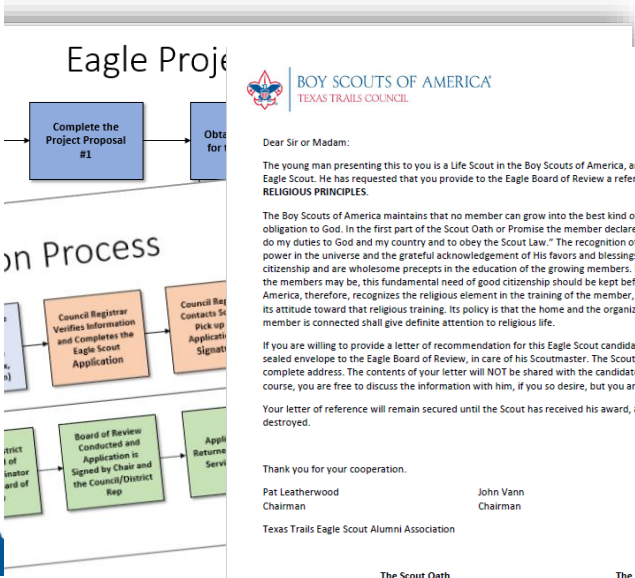 Eagle Proje
Complete the
Project Proposal
#1
Obta
for t
on Process
Council Registrar
Verifies Information
and Completes the
Eagle Scout
Application
Council Reg
Contacts Sc
Pick up
Applicati
Signat
Board of Review
Conducted and
Application is
Signed by Chair and
the Council/District
Rep
Appli
Returne
Servi
trict
l of
inator
ard of
BOY SCOUTS OF AMERICA®
TEXAS TRAILS COUNCIL
Dear Sir or Madam:
The young man presenting this to you is a Life Scout in the Boy Scouts of America, a
Eagle Scout. He has requested that you provide to the Eagle Board of Review a refer
RELIGIOUS PRINCIPLES.
The Boy Scouts of America maintains that no member can grow into the best kind o
obligation to God. In the first part of the Scout Oath or Promise the member declare
do my duties to God and my country and to obey the Scout Law." The recognition of
power in the universe and the grateful acknowledgement of His favors and blessings
citizenship and are wholesome precepts in the education of the growing members.
the members may be, this fundamental need of good citizenship should be kept bef
America, therefore, recognizes the religious element in the training of the member,
its attitude toward that religious training. Its policy is that the home and the organiz
member is connected shall give definite attention to religious life.
If you are willing to provide a letter of recommendation for this Eagle Scout candida
sealed envelope to the Eagle Board of Review, in care of his Scoutmaster. The Scout
complete address. The contents of your letter will NOT be shared with the candidat
course, you are free to discuss the information with him, if you so desire, but you ar
Your letter of reference will remain secured until the Scout has received his award, a
destroyed.
Thank you for your cooperation.
Pat Leatherwood John Vann
Chairman Chairman
Texas Trails Eagle Scout Alumni Association
The Scout Oath The